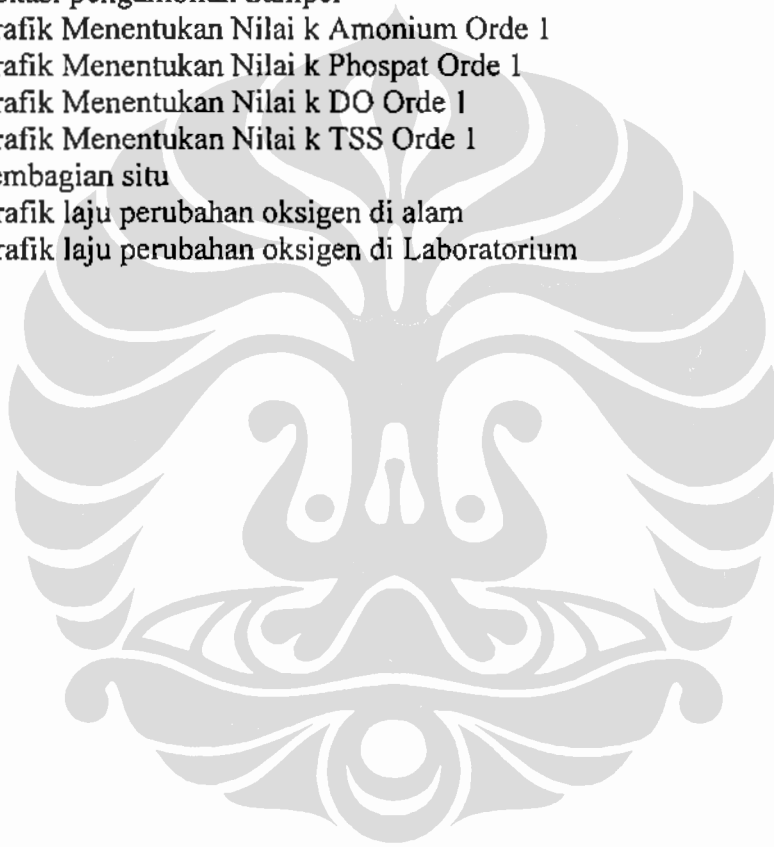 rafik Menentukan Nilai k Amonium Orde 1
rafik Menentukan Nilai k Phospat Orde 1
rafik Menentukan Nilai k DO Orde 1
rafik Menentukan Nilai k TSS Orde 1
embagian situ
rafik laju perubahan oksigen di alam
rafik laju perubahan oksigen di Laboratorium